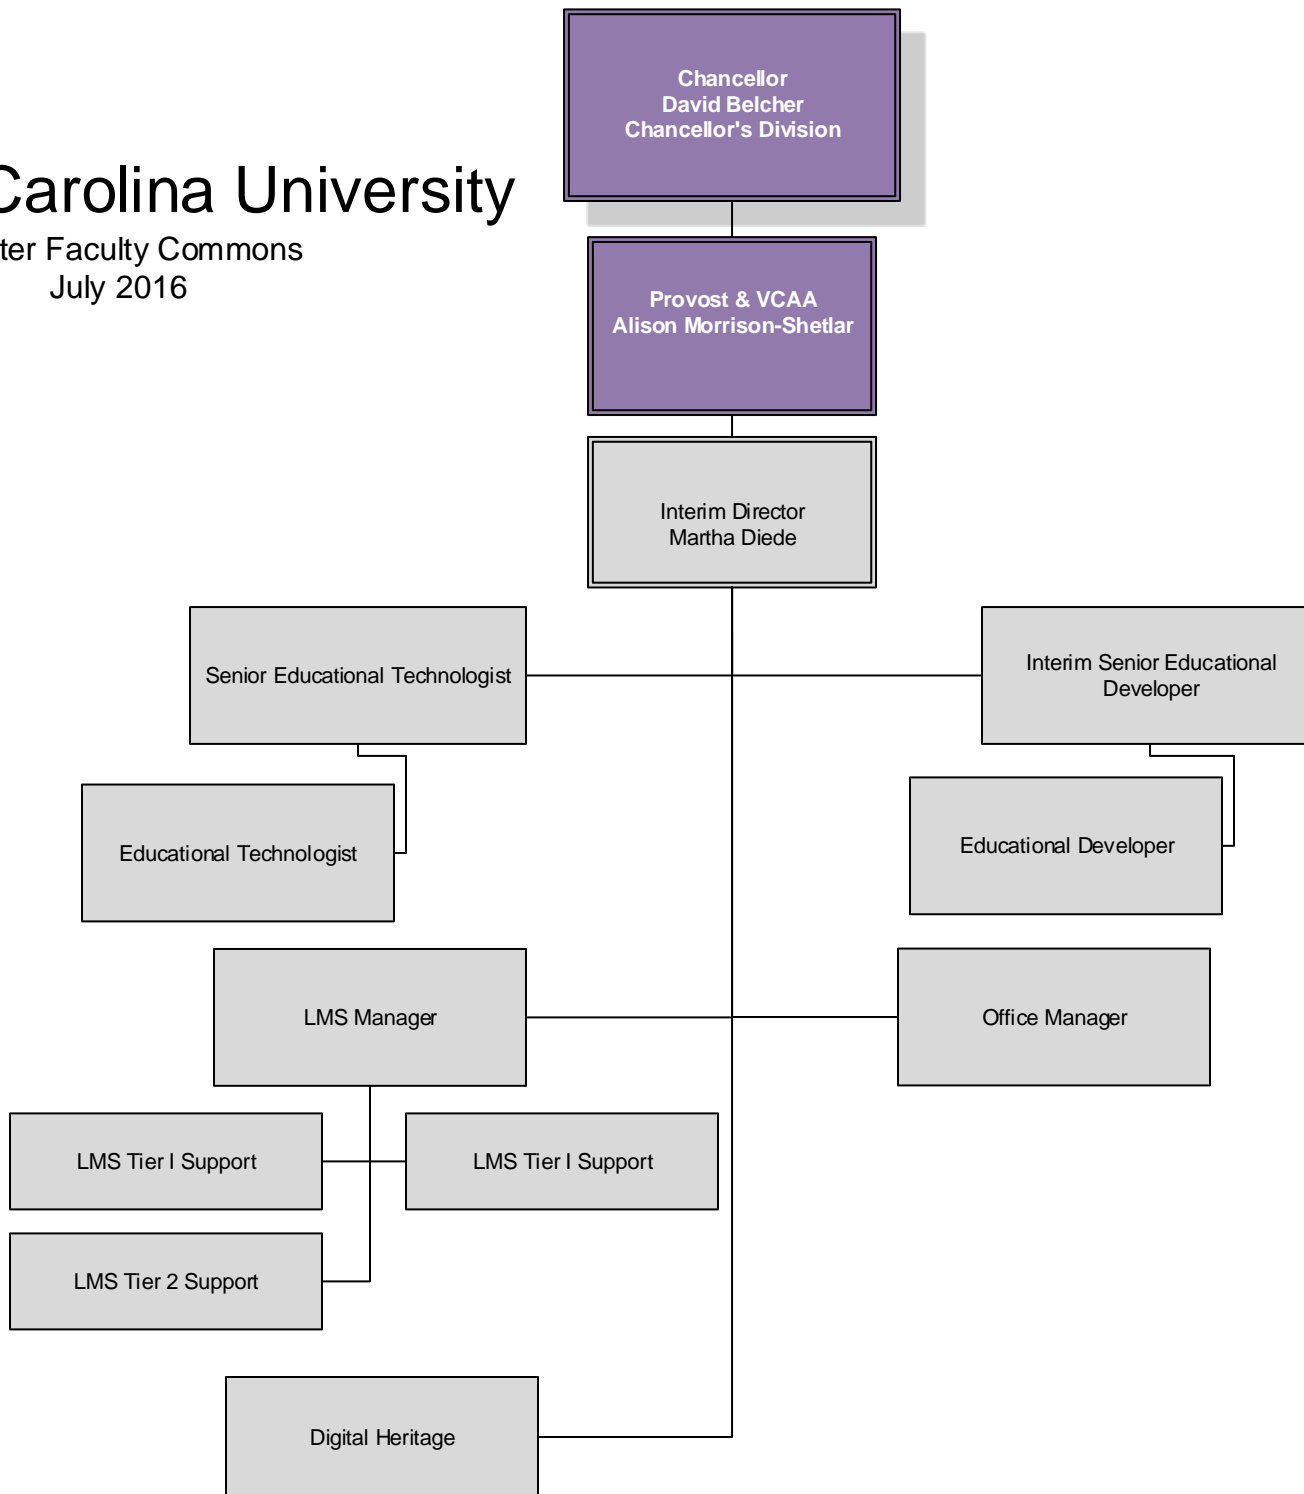 Chancellor
David Belcher
Chancellor's Division
Carolina University
ter Faculty Commons
July 2016
Provost & VCAA
Alison Morrison-Shetlar
Interim Director
Martha Diede
Senior Educational Technologist
Interim Senior Educational
Developer
Educational Technologist
Educational Developer
LMS Manager
Office Manager
LMS Tier I Support
LMS Tier I Support
LMS Tier 2 Support
Digital Heritage